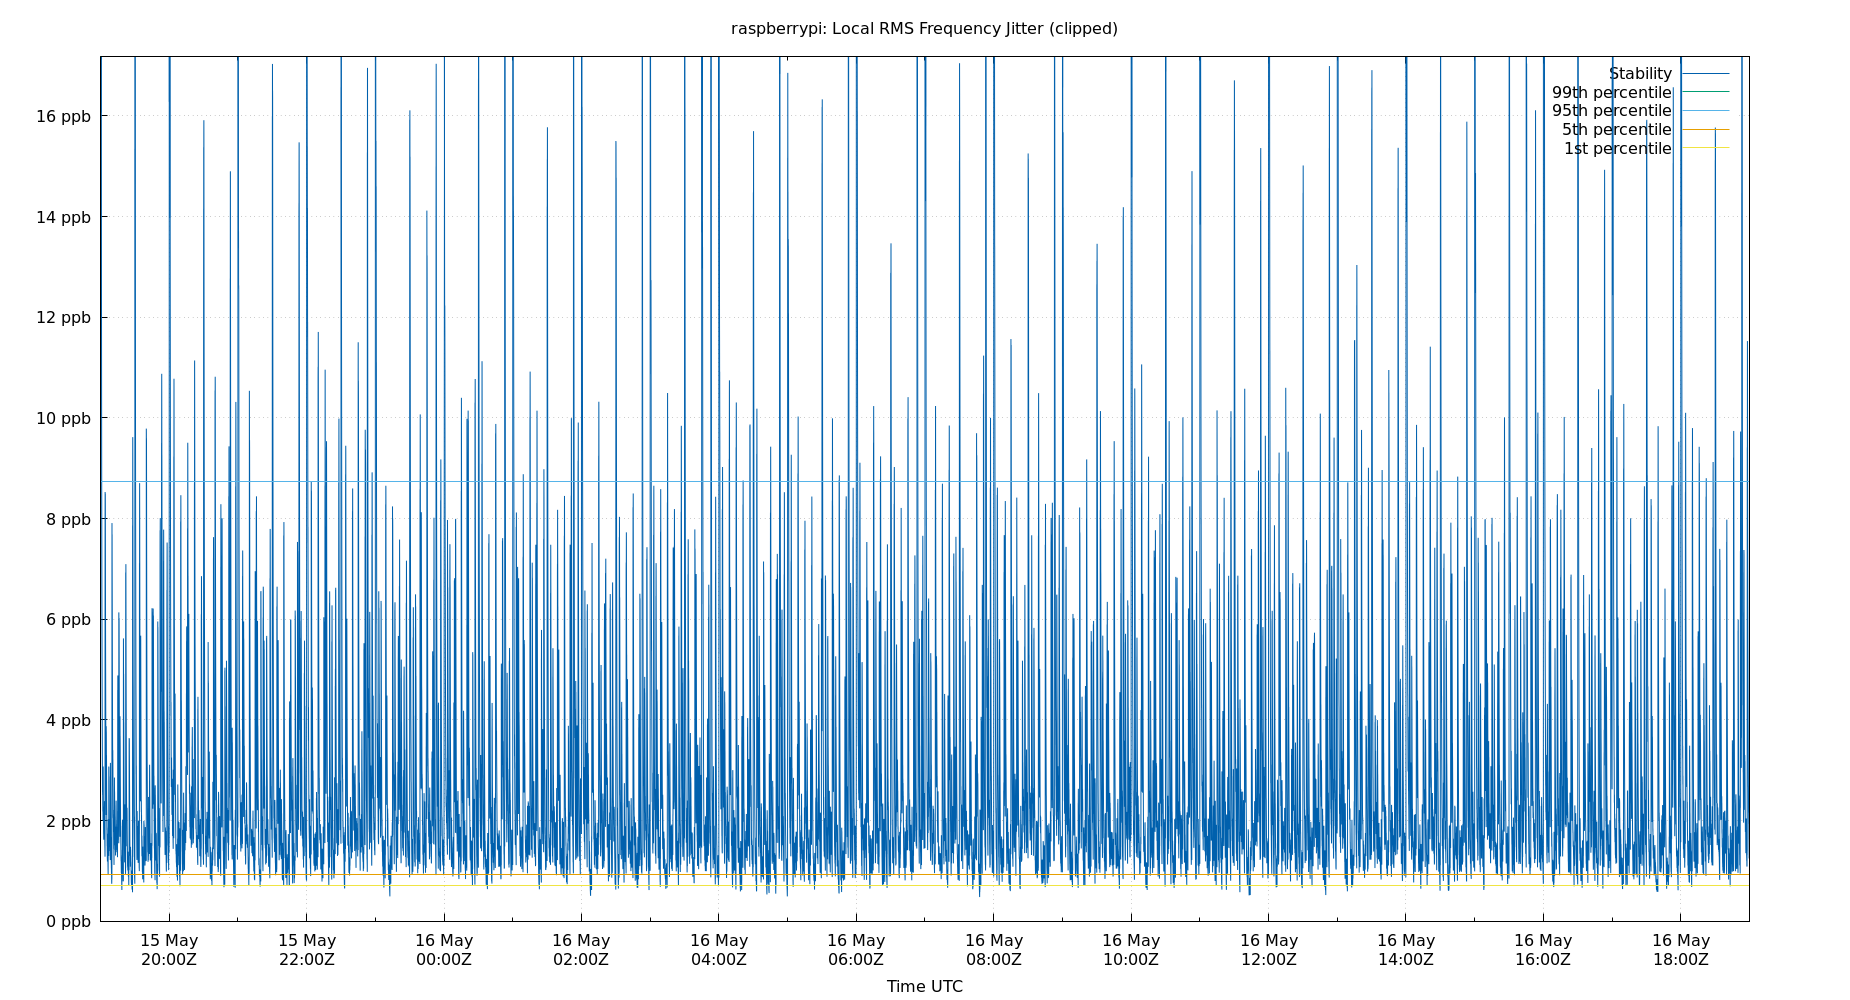 raspberrypi: Local RMS Frequency Jitter (clipped)
Stability
99th percentile
95th percentile
5th percentile
1st percentile
16 ppb
14 ppb
12 ppb
10 ppb
8 ppb
6 ppb
4 ppb
2 ppb
0 ppb
15 May 15 May 16 May 16 May 16 May 16 May 16 May 16 May 16 May 16 May 16 May 16 May
20:00Z 22:00Z 00:00Z 02:00Z 04:00Z 06:00Z 08:00Z 10:00Z 12:00Z 14:00Z 16:00Z 18:00Z
Time UTC